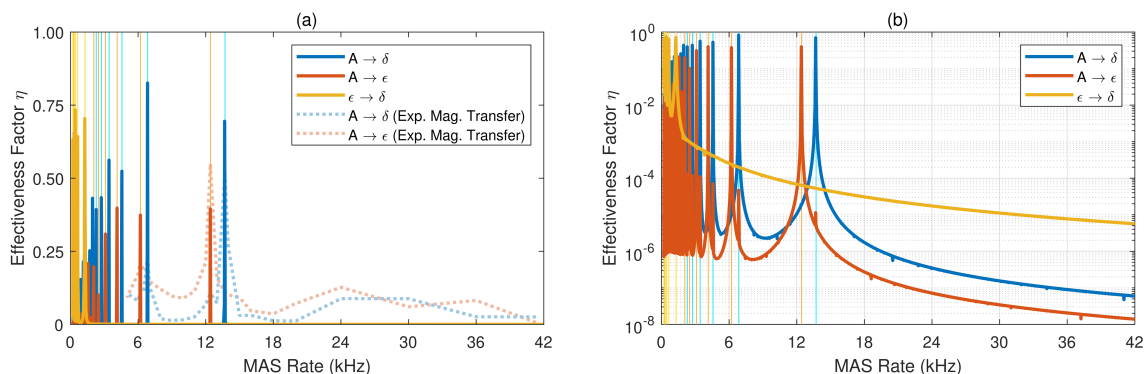 (a)
Effectiveness Factor η
1.00
0.75
0.50
0.25
0
A → δ
A → ϵ
ϵ → δ
A → δ (Exp. Mag. Transfer)
A → ϵ (Exp. Mag. Transfer)
0 6 12 18 24 30 36 42
MAS Rate (kHz)
(b)
Effectiveness Factor η
10^0
10^-2
10^-4
10^-6
10^-8
A → δ
A → ϵ
ϵ → δ
0 6 12 18 24 30 36 42
MAS Rate (kHz)